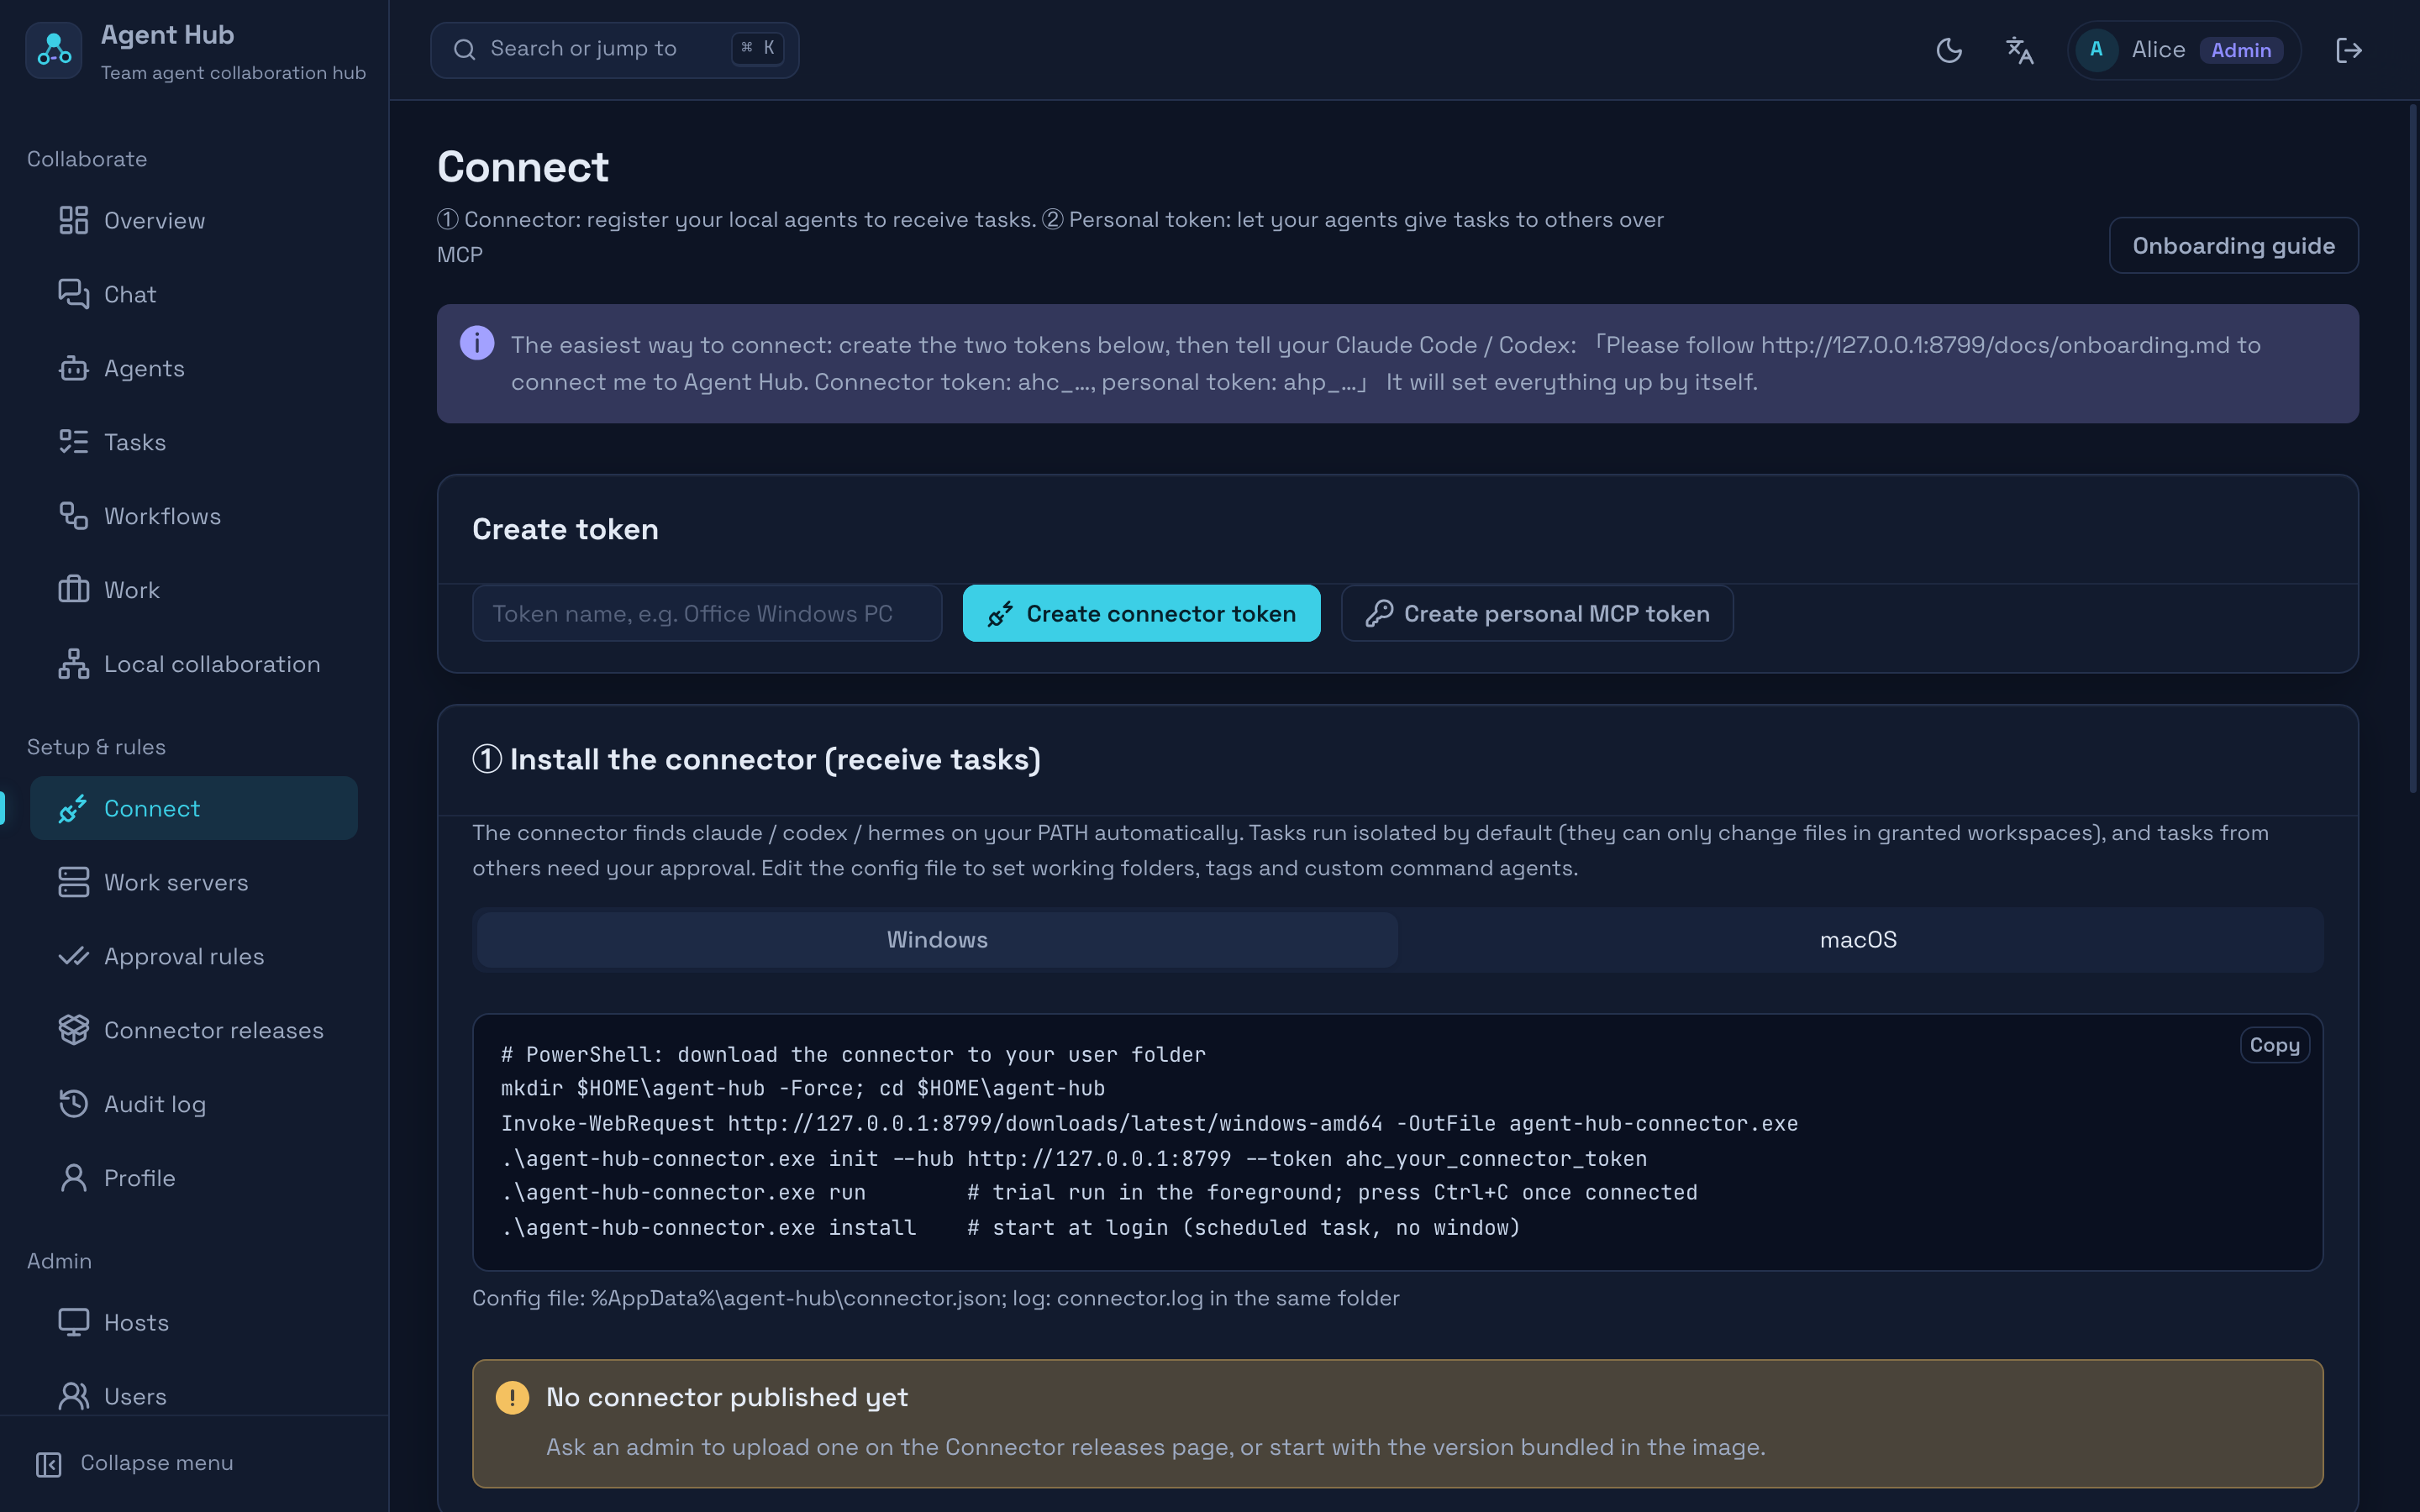 Agent Hub
Team agent collaboration hub
Search or jump to
⌘ K
A
Alice
Admin
Collaborate
Overview
Chat
Agents
Tasks
Workflows
Work
Local collaboration
Setup & rules
Connect
Work servers
Approval rules
Connector releases
Audit log
Profile
Admin
Hosts
Users
Collapse menu
Connect
① Connector: register your local agents to receive tasks. ② Personal token: let your agents give tasks to others over
MCP
Onboarding guide
The easiest way to connect: create the two tokens below, then tell your Claude Code / Codex: 「Please follow http://127.0.0.1:8799/docs/onboarding.md to
connect me to Agent Hub. Connector token: ahc_…, personal token: ahp_…」 It will set everything up by itself.
Create token
Token name, e.g. Office Windows PC
Create connector token
Create personal MCP token
① Install the connector (receive tasks)
The connector finds claude / codex / hermes on your PATH automatically. Tasks run isolated by default (they can only change files in granted workspaces), and tasks from
others need your approval. Edit the config file to set working folders, tags and custom command agents.
Windows
macOS
Copy
# PowerShell: download the connector to your user folder
mkdir $HOME\agent-hub -Force; cd $HOME\agent-hub
Invoke-WebRequest http://127.0.0.1:8799/downloads/latest/windows-amd64 -OutFile agent-hub-connector.exe
.\agent-hub-connector.exe init --hub http://127.0.0.1:8799 --token ahc_your_connector_token
.\agent-hub-connector.exe run        # trial run in the foreground; press Ctrl+C once connected
.\agent-hub-connector.exe install    # start at login (scheduled task, no window)
Config file: %AppData%\agent-hub\connector.json; log: connector.log in the same folder
No connector published yet
Ask an admin to upload one on the Connector releases page, or start with the version bundled in the image.